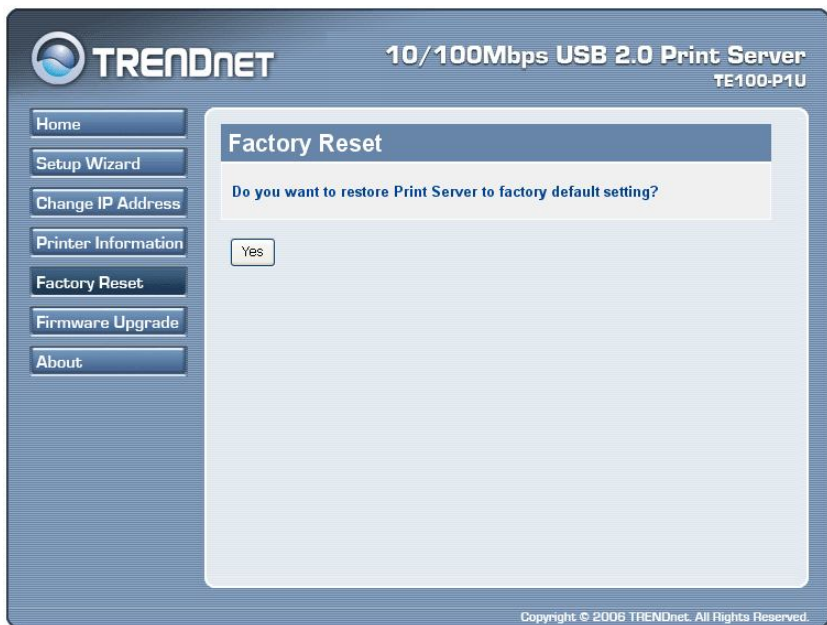 TRENDnet
10/100Mbps USB 2.0 Print Server
TE100-P1U
Home
Setup Wizard
Change IP Address
Printer Information
Factory Reset
Firmware Upgrade
About
Factory Reset
Do you want to restore Print Server to factory default setting?
Yes
Copyright © 2006 TRENDnet. All Rights Reserved.